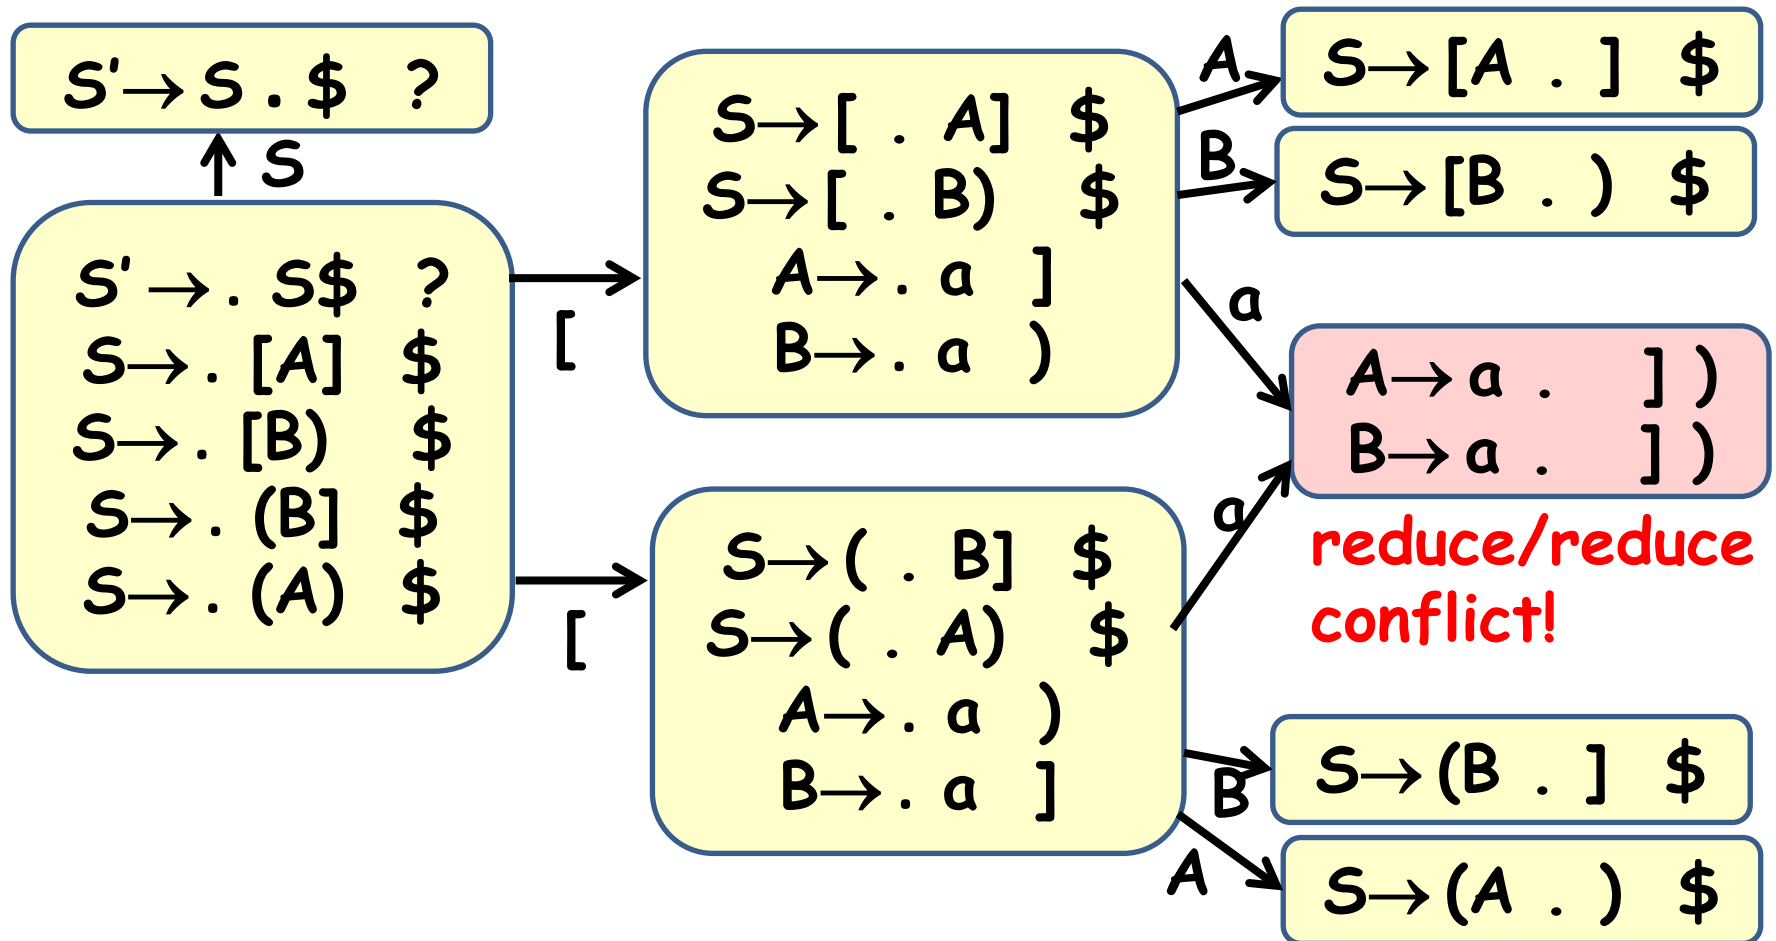 S'→ S . $ ?
S
S' → . S$ ?
S→ . [A] $
S→ . [B) $
S→ . (B] $
S→ . (A) $
[
[
S→ [ . A] $
S→ [ . B) $
A→ . a ]
B→ . a )
S→ ( . B] $
S→ ( . A) $
A→ . a )
B→ . a ]
A
B
a
a
B
A
S→ [A . ] $
S→ [B . ) $
A→ a . ] )
B→ a . ] )
reduce/reduce
conflict!
S→ (B . ] $
S→ (A . ) $